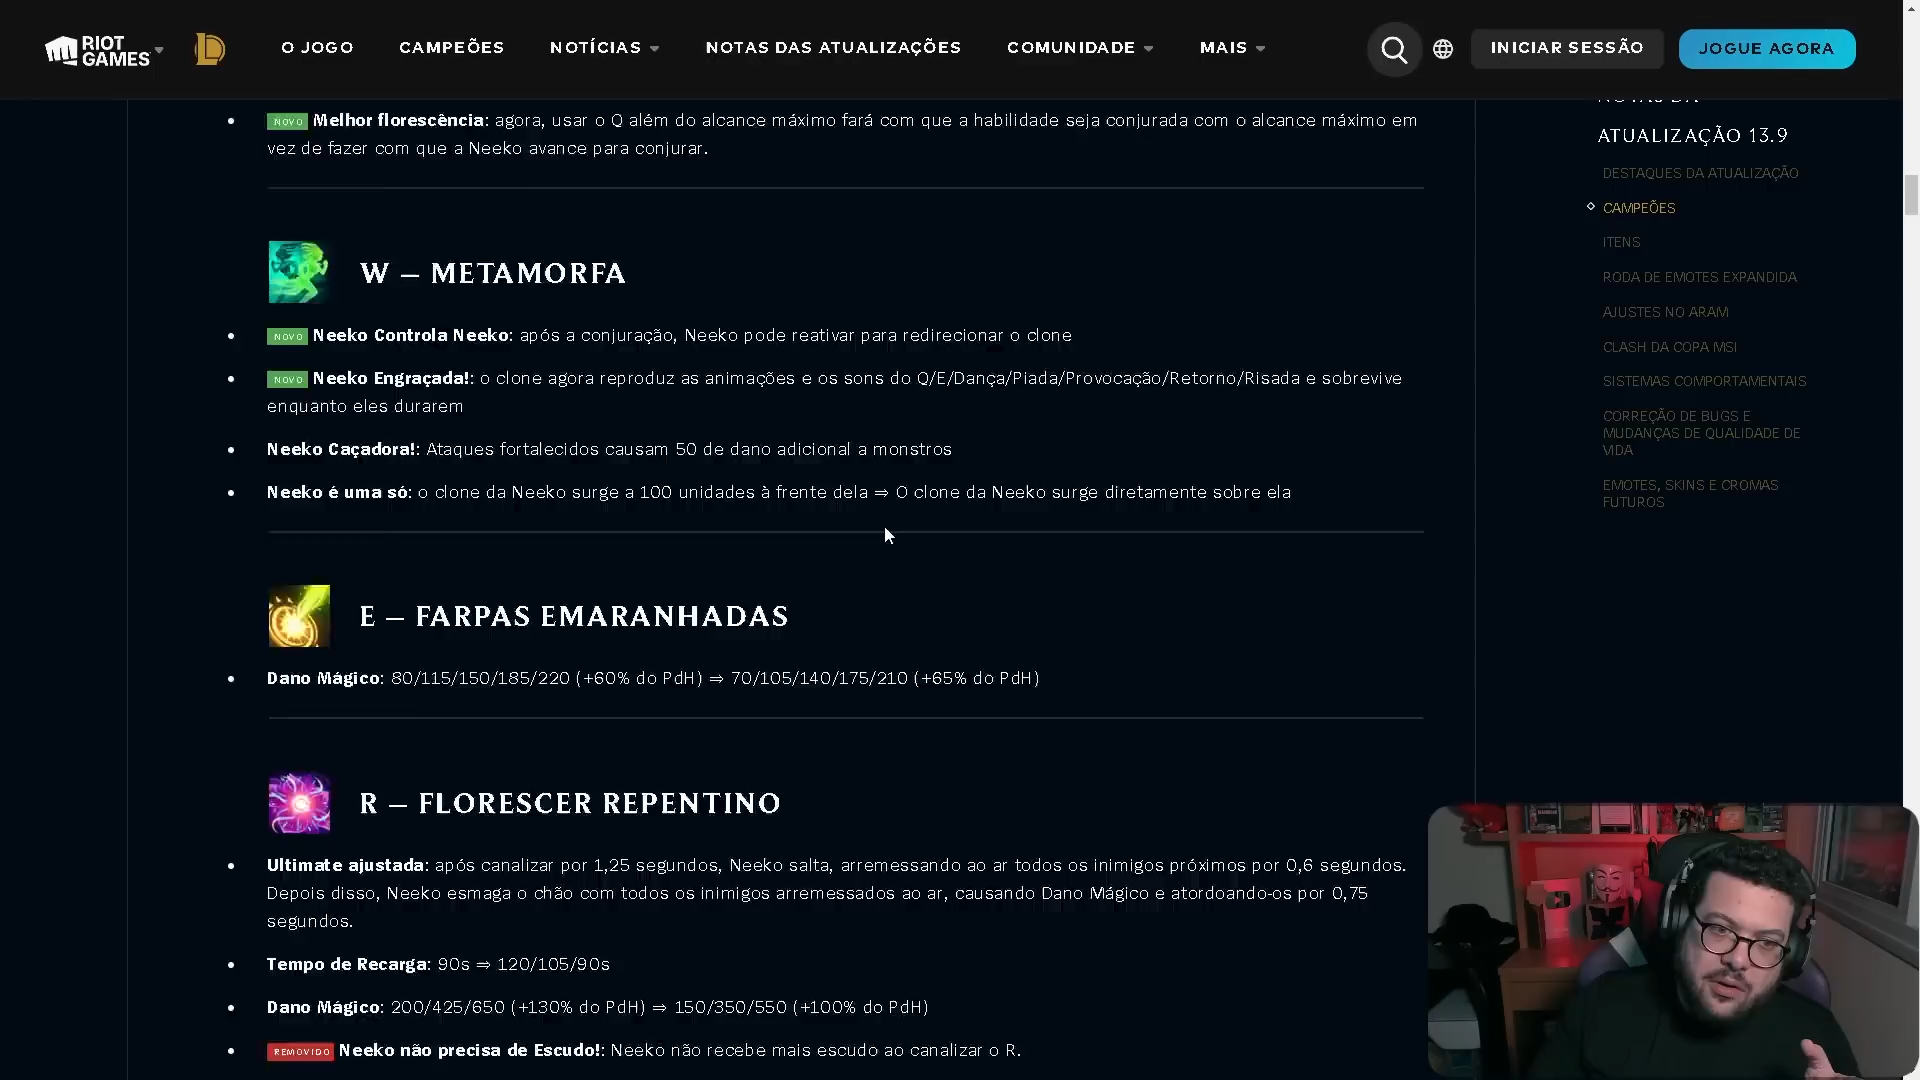 RIOT GAMES
O JOGO
CAMPEÕES
NOTÍCIAS
NOTAS DAS ATUALIZAÇÕES
COMUNIDADE
MAIS
INICIAR SESSÃO
JOGUE AGORA
NOVO Melhor florescência: agora, usar o Q além do alcance máximo fará com que a habilidade seja conjurada com o alcance máximo em
vez de fazer com que a Neeko avance para conjurar.
W – METAMORFA
NOVO Neeko Controla Neeko: após a conjuração, Neeko pode reativar para redirecionar o clone
NOVO Neeko Engraçada!: o clone agora reproduz as animações e os sons do Q/E/Dança/Piada/Provocação/Retorno/Risada e sobrevive
enquanto eles durarem
Neeko Caçadora!: Ataques fortalecidos causam 50 de dano adicional a monstros
Neeko é uma só: o clone da Neeko surge a 100 unidades à frente dela ⇒ O clone da Neeko surge diretamente sobre ela
E – FARPAS EMARANHADAS
Dano Mágico: 80/115/150/185/220 (+60% do PdH) ⇒ 70/105/140/175/210 (+65% do PdH)
R – FLORESCER REPENTINO
Ultimate ajustada: após canalizar por 1,25 segundos, Neeko salta, arremessando ao ar todos os inimigos próximos por 0,6 segundos.
Depois disso, Neeko esmaga o chão com todos os inimigos arremessados ao ar, causando Dano Mágico e atordoando-os por 0,75
segundos.
Tempo de Recarga: 90s ⇒ 120/105/90s
Dano Mágico: 200/425/650 (+130% do PdH) ⇒ 150/350/550 (+100% do PdH)
REMOVIDO Neeko não precisa de Escudo!: Neeko não recebe mais escudo ao canalizar o R.
NOTAS DA
ATUALIZAÇÃO 13.9
DESTAQUES DA ATUALIZAÇÃO
CAMPEÕES
ITENS
RODA DE EMOTES EXPANDIDA
AJUSTES NO ARAM
CLASH DA COPA MSI
SISTEMAS COMPORTAMENTAIS
CORREÇÃO DE BUGS E
MUDANÇAS DE QUALIDADE DE
VIDA
EMOTES, SKINS E CROMAS
FUTUROS